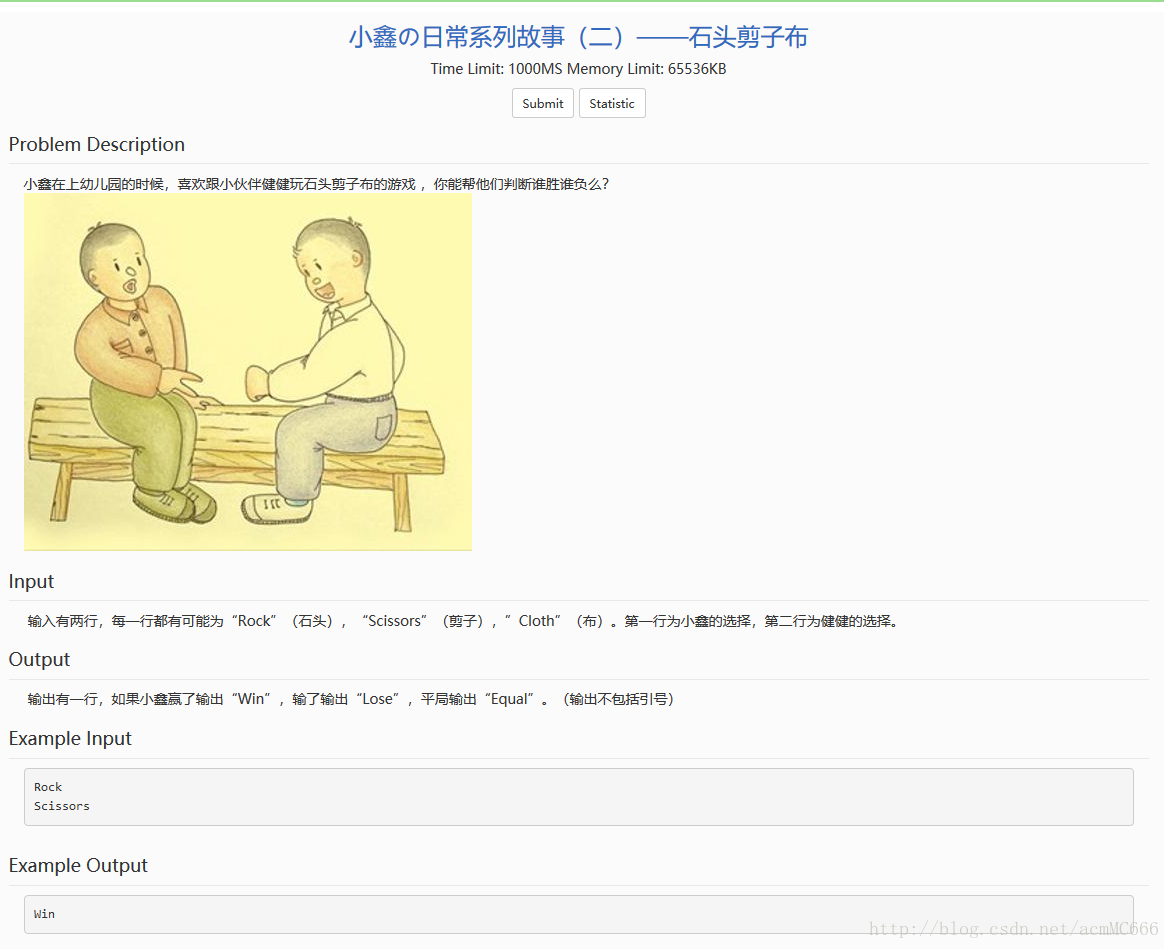 小鑫の日常系列故事（二）——石头剪子布
Time Limit: 1000MS Memory Limit: 65536KB
Submit Statistic
Problem Description
小鑫在上幼儿园的时候，喜欢跟小伙伴健健玩石头剪子布的游戏 ，你能帮他们判断谁胜谁负么？
Input
输入有两行，每一行都有可能为“Rock”（石头），“Scissors”（剪子），”Cloth”（布）。第一行为小鑫的选择，第二行为健健的选择。
Output
输出有一行，如果小鑫赢了输出“Win”，输了输出“Lose”，平局输出“Equal”。（输出不包括引号）
Example Input
Rock
Scissors
Example Output
Win
http://blog.csdn.net/acmMC666